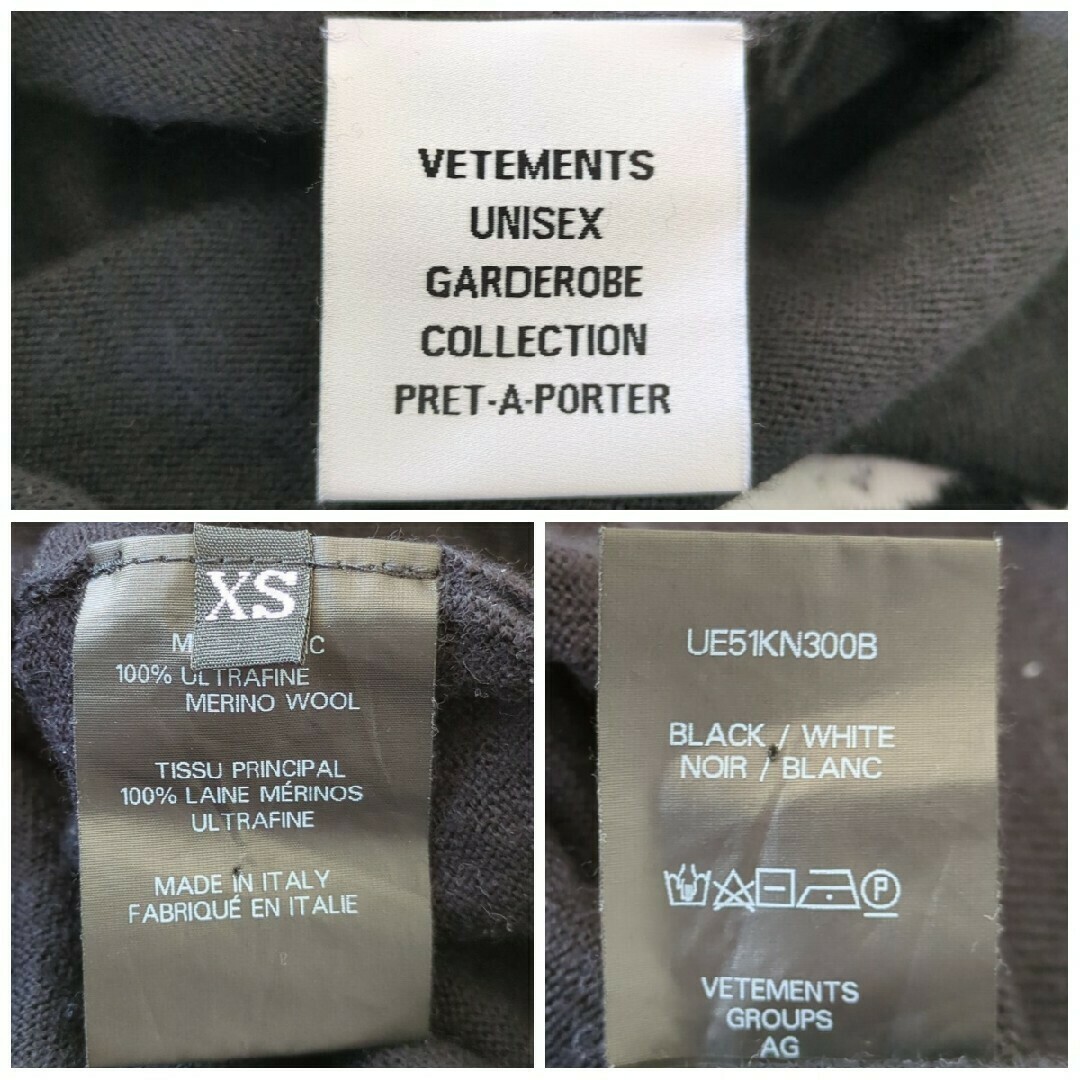 VETEMENTS
UNISEX
GARDEROBE
COLLECTION
PRET-A-PORTER
XS
100% ULTRAFINE
MERINO WOOL
TISSU PRINCIPAL
100% LAINE MÉRINOS
ULTRAFINE
MADE IN ITALY
FABRIQUÉ EN ITALIE
UE51KN300B
BLACK / WHITE
NOIR / BLANC
P
VETEMENTS
GROUPS
AG